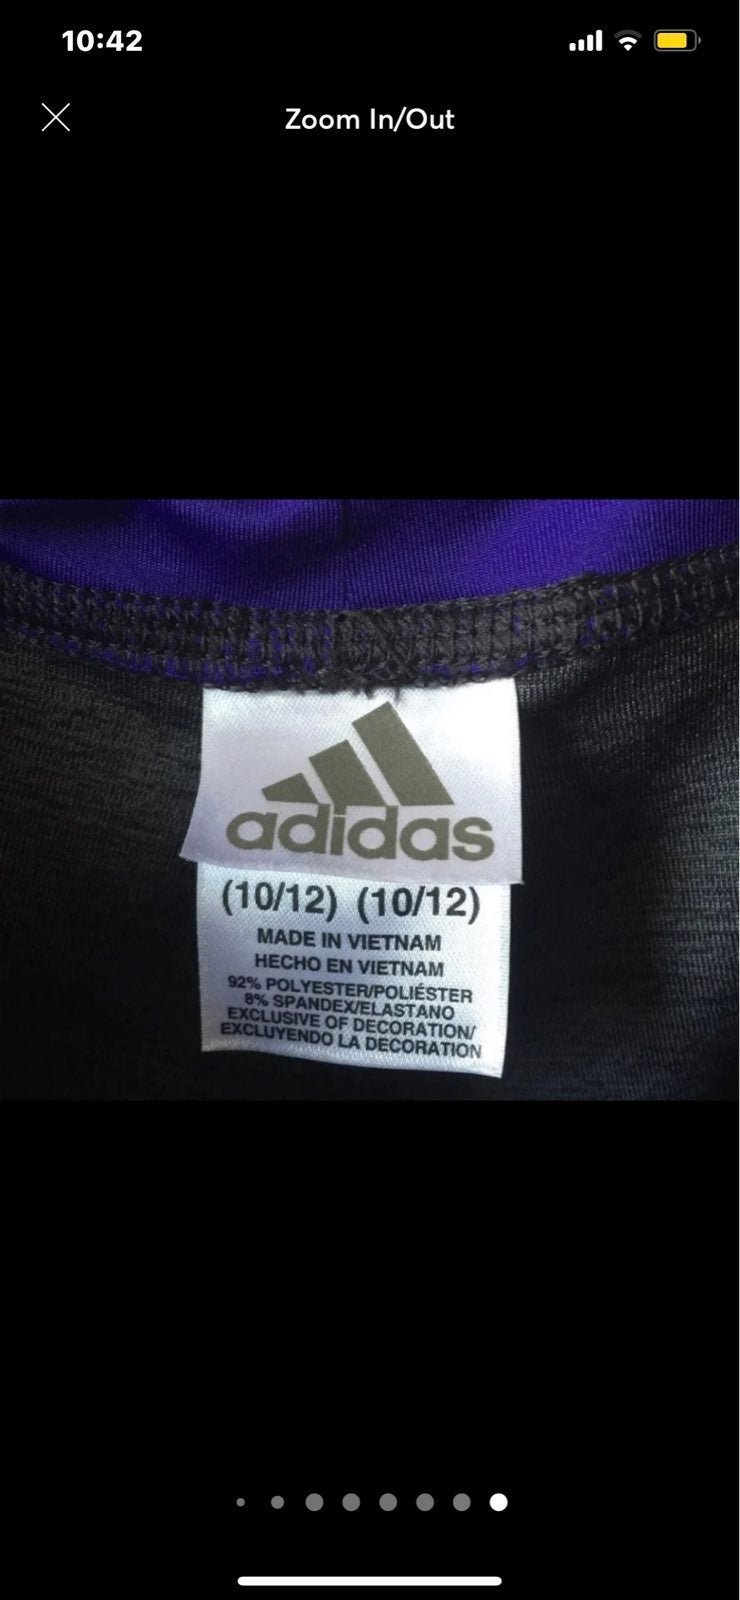 10:42
Zoom In/Out
adidas
(10/12) (10/12)
MADE IN VIETNAM
HECHO EN VIETNAM
92% POLYESTER/POLIÉSTER
8% SPANDEX/ELASTANO
EXCLUSIVE OF DECORATION/
EXCLUYENDO LA DECORATION